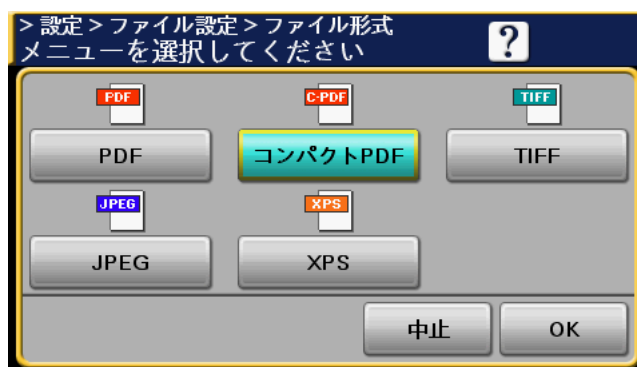 >設定>ファイル設定>ファイル形式
メニューを選択してください
?
PDF C-PDF TIFF
PDF コンパクトPDF TIFF
JPEG XPS
JPEG XPS
中止 OK